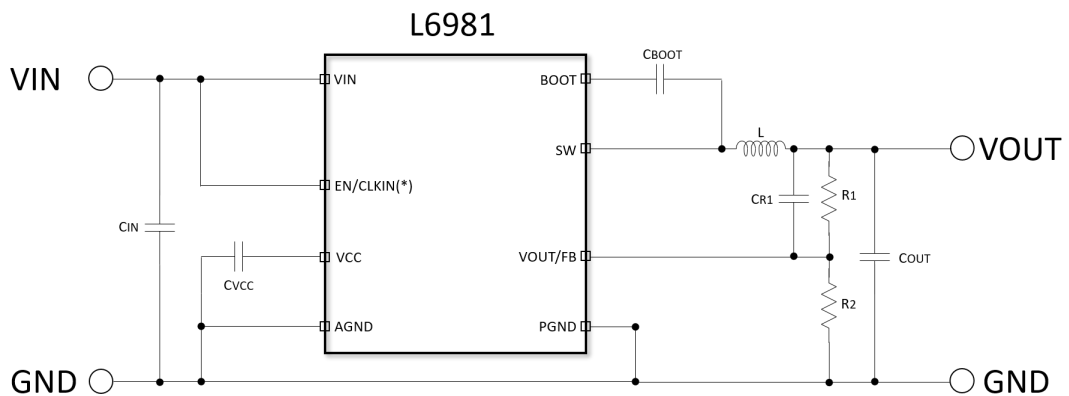 L6981
VIN
VIN
BOOT
CBOOT
SW
L
VOUT
EN/CLKIN(*)
CIN
CR1
R1
VCC
CVCC
VOUT/FB
COUT
R2
AGND
PGND
GND
GND